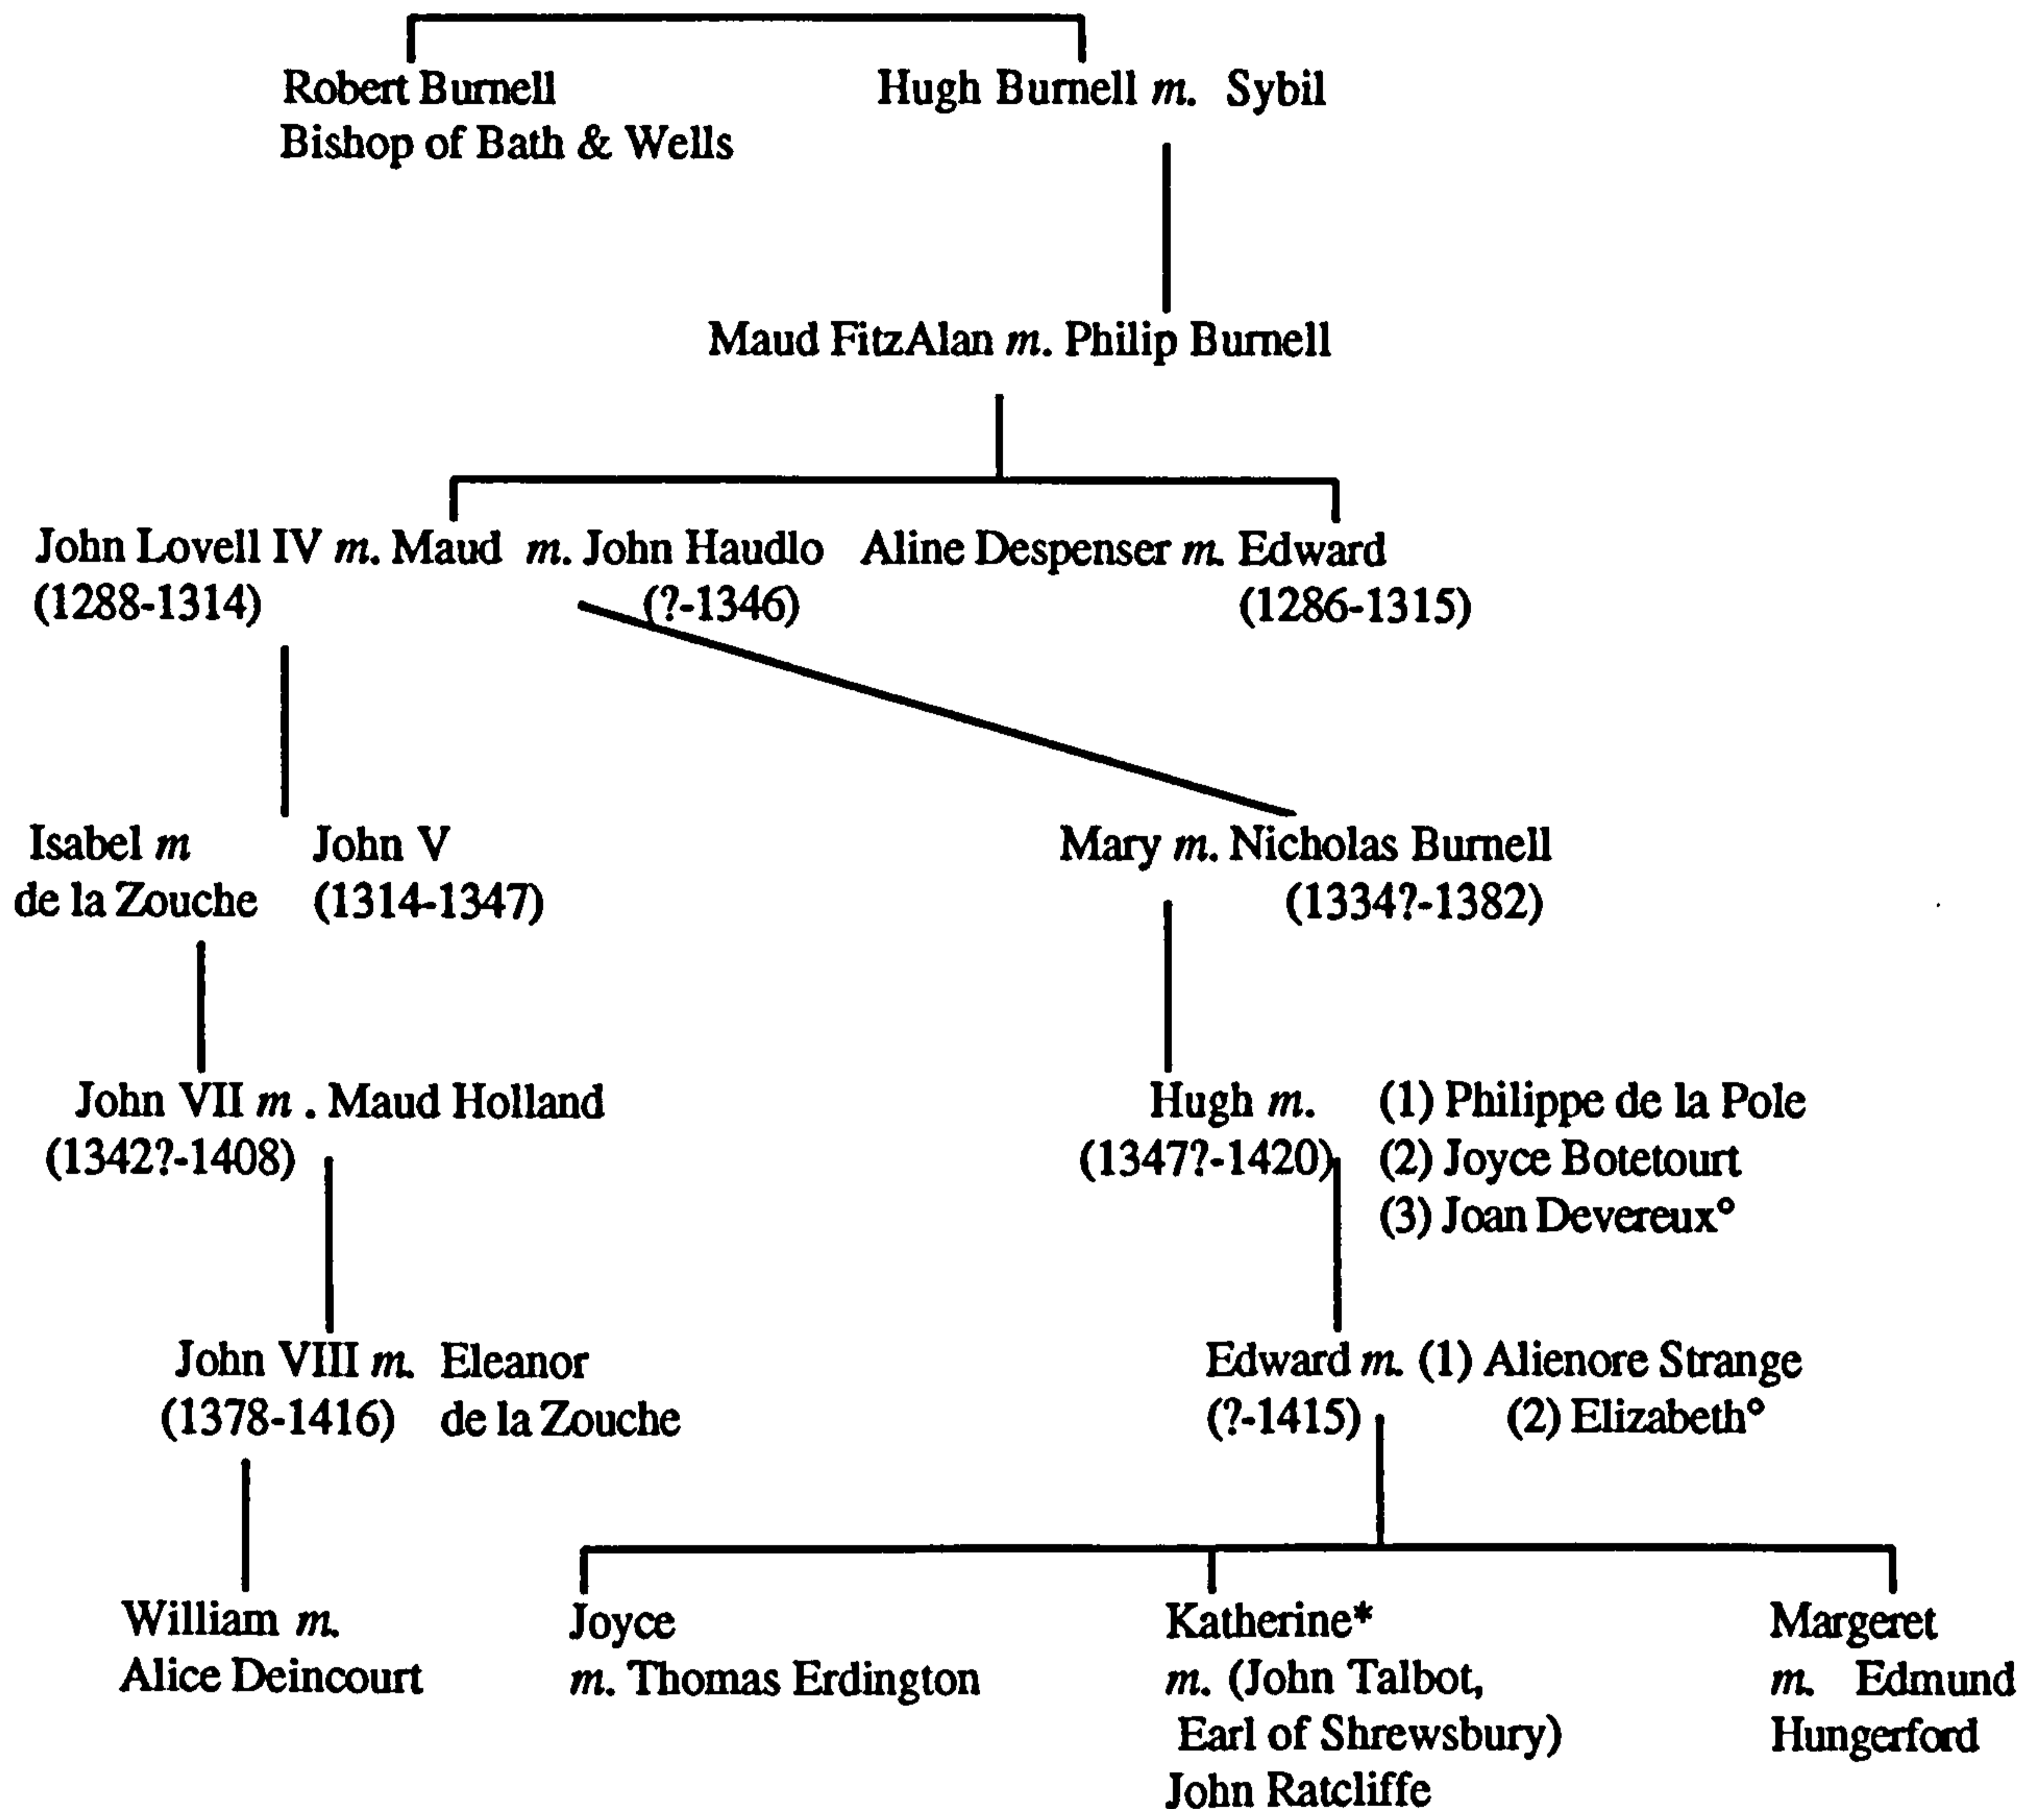 Robert Burnell
Bishop of Bath & Wells
Hugh Burnell m. Sybil
Maud FitzAlan m. Philip Burnell
John Lovell IV m. Maud m. John Haudlo Aline Despenser m. Edward
(1288-1314) (?-1346) (1286-1315)
Isabel m John V
de la Zouche (1314-1347)
Mary m. Nicholas Burnell
(1334?-1382)
John VII m . Maud Holland
(1342?-1408)
Hugh m. (1) Philippe de la Pole
(1347?-1420) (2) Joyce Botetourt
(3) Joan Devereux°
John VIII m. Eleanor
(1378-1416) de la Zouche
Edward m. (1) Alienore Strange
(?-1415) (2) Elizabeth°
William m.
Alice Deincourt
Joyce
m. Thomas Erdington
Katherine*
m. (John Talbot,
Earl of Shrewsbury)
John Ratcliffe
Margeret
m. Edmund
Hungerford